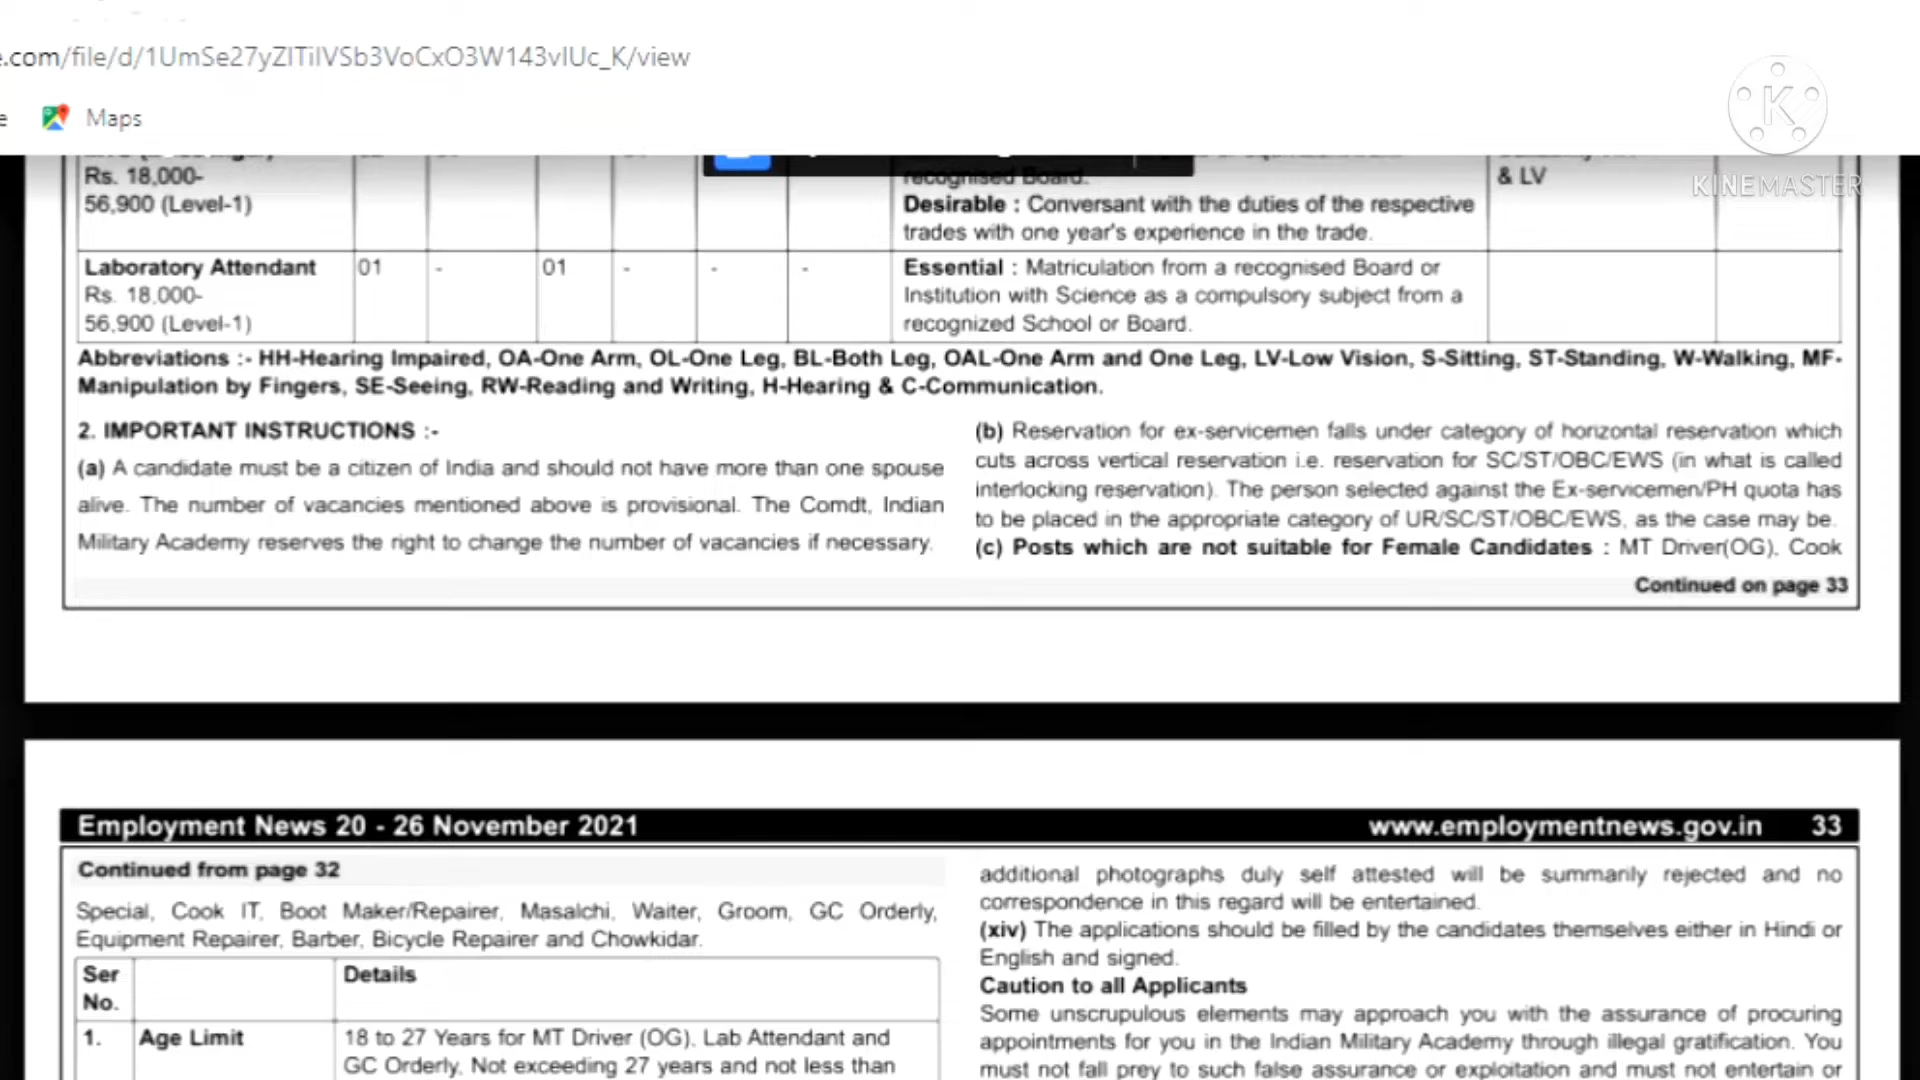 e.com/file/d/1UmSe27yZITiIVSb3VoCxO3W143vIUc_K/view
e Maps
KINEMASTER
Rs. 18,000-
56,900 (Level-1)
recognised Board.
Desirable : Conversant with the duties of the respective
trades with one year's experience in the trade.
& LV
Laboratory Attendant
Rs. 18,000-
56,900 (Level-1)
01 - 01 - - -
Essential : Matriculation from a recognised Board or
Institution with Science as a compulsory subject from a
recognized School or Board.
Abbreviations :- HH-Hearing Impaired, OA-One Arm, OL-One Leg, BL-Both Leg, OAL-One Arm and One Leg, LV-Low Vision, S-Sitting, ST-Standing, W-Walking, MF-
Manipulation by Fingers, SE-Seeing, RW-Reading and Writing, H-Hearing & C-Communication.
2. IMPORTANT INSTRUCTIONS :-
(a) A candidate must be a citizen of India and should not have more than one spouse
alive. The number of vacancies mentioned above is provisional. The Comdt, Indian
Military Academy reserves the right to change the number of vacancies if necessary.
(b) Reservation for ex-servicemen falls under category of horizontal reservation which
cuts across vertical reservation i.e. reservation for SC/ST/OBC/EWS (in what is called
interlocking reservation). The person selected against the Ex-servicemen/PH quota has
to be placed in the appropriate category of UR/SC/ST/OBC/EWS, as the case may be.
(c) Posts which are not suitable for Female Candidates : MT Driver(OG), Cook
Continued on page 33
Employment News 20 - 26 November 2021 www.employmentnews.gov.in 33
Continued from page 32
Special, Cook IT, Boot Maker/Repairer, Masalchi, Waiter, Groom, GC Orderly,
Equipment Repairer, Barber, Bicycle Repairer and Chowkidar.
Ser
No.
Details
1. Age Limit
18 to 27 Years for MT Driver (OG), Lab Attendant and
GC Orderly. Not exceeding 27 years and not less than
additional photographs duly self attested will be summarily rejected and no
correspondence in this regard will be entertained.
(xiv) The applications should be filled by the candidates themselves either in Hindi or
English and signed.
Caution to all Applicants
Some unscrupulous elements may approach you with the assurance of procuring
appointments for you in the Indian Military Academy through illegal gratification. You
must not fall prey to such false assurance or exploitation and must not entertain or